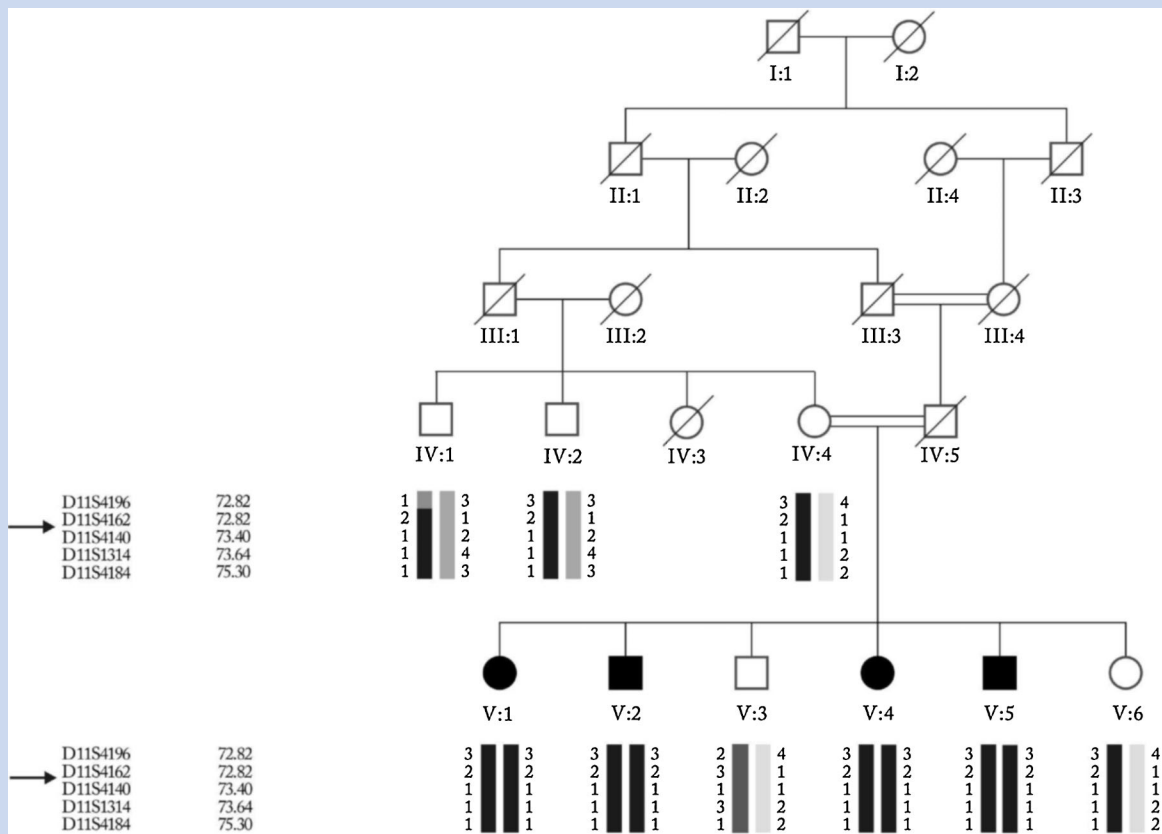 I:1 I:2
II:1 II:2 II:4 II:3
III:1 III:2 III:3 III:4
IV:1 IV:2 IV:3 IV:4 IV:5
D11S4196 72.82 1 3 3 3 3 4
D11S4162 72.82 2 1 2 1 2 1
D11S4140 73.40 1 2 1 2 1 1
D11S1314 73.64 1 4 1 4 1 2
D11S4184 75.30 1 3 1 3 1 2
V:1 V:2 V:3 V:4 V:5 V:6
D11S4196 72.82 3 3 3 3 2 4 3 3 3 3 3 4
D11S4162 72.82 2 2 2 2 3 1 2 2 2 2 2 1
D11S4140 73.40 1 1 1 1 1 1 1 1 1 1 1 1
D11S1314 73.64 1 1 1 1 3 2 1 1 1 1 1 2
D11S4184 75.30 1 1 1 1 1 2 1 1 1 1 1 2